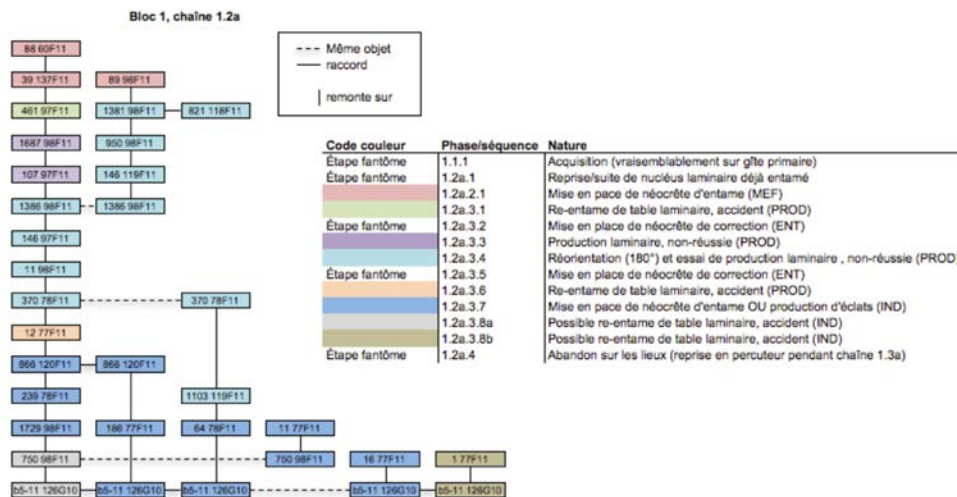 Bloc 1, chaîne 1.2a
Même objet
raccord
remonte sur
88 60F11
39 137F11 89 98F11
461 97F11 1381 98F11 821 118F11
1687 98F11 950 98F11
107 97F11 146 119F11
1386 98F11 1386 98F11
146 97F11
11 98F11
370 78F11 370 78F11
12 77F11
866 120F11 866 120F11
239 78F11 1103 119F11
1729 98F11 186 77F11 64 78F11 11 77F11
750 98F11 750 98F11 16 77F11 1 77F11
b5-11 126G10 b5-11 126G10 b5-11 126G10 b5-11 126G10 b5-11 126G10
Code couleur Phase/séquence Nature
Étape fantôme 1.1.1 Acquisition (vraisemblablement sur gîte primaire)
Étape fantôme 1.2a.1 Reprise/suite de nucléus laminaire déjà entamé
1.2a.2.1 Mise en pace de néocrête d'entame (MEF)
1.2a.3.1 Re-entame de table laminaire, accident (PROD)
Étape fantôme 1.2a.3.2 Mise en place de néocrête de correction (ENT)
1.2a.3.3 Production laminaire, non-réussie (PROD)
1.2a.3.4 Réorientation (180°) et essai de production laminaire , non-réussie (PROD)
Étape fantôme 1.2a.3.5 Mise en place de néocrête de correction (ENT)
1.2a.3.6 Re-entame de table laminaire, accident (PROD)
1.2a.3.7 Mise en pace de néocrête d'entame OU production d'éclats (IND)
1.2a.3.8a Possible re-entame de table laminaire, accident (IND)
1.2a.3.8b Possible re-entame de table laminaire, accident (IND)
Étape fantôme 1.2a.4 Abandon sur les lieux (reprise en percuteur pendant chaîne 1.3a)